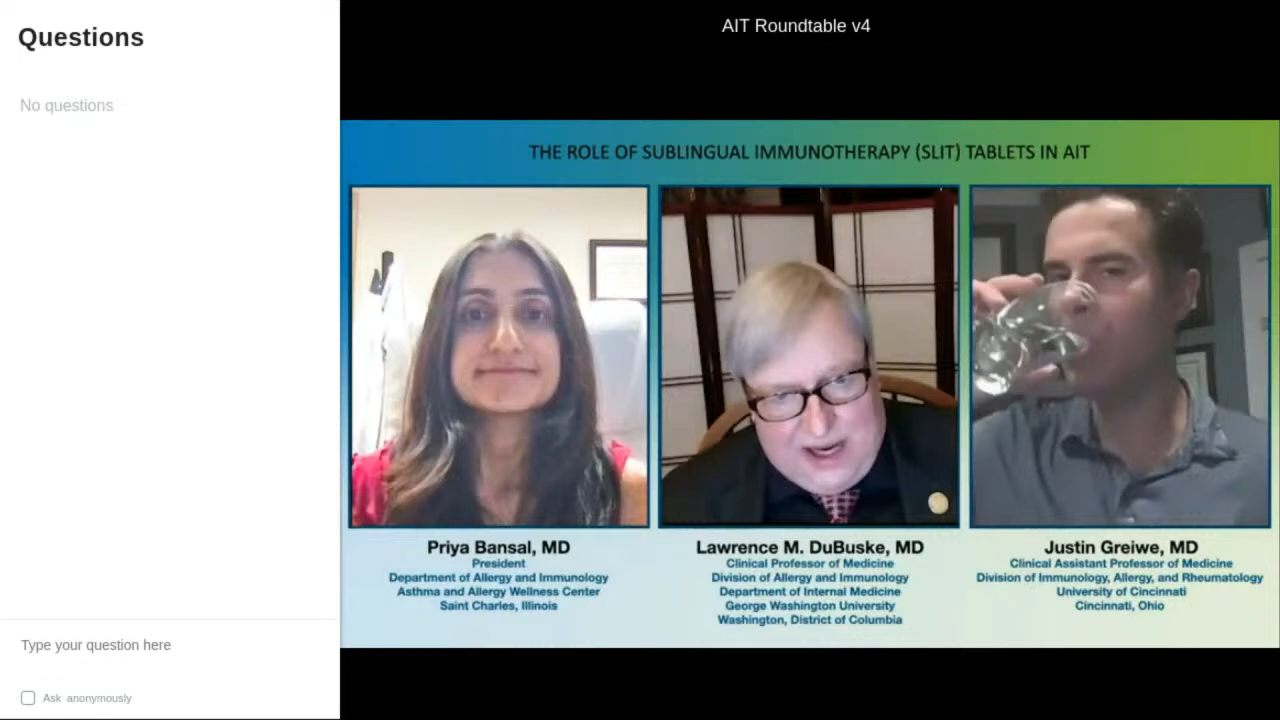 Questions
No questions
Type your question here
Ask anonymously
AIT Roundtable v4
THE ROLE OF SUBLINGUAL IMMUNOTHERAPY (SLIT) TABLETS IN AIT
Priya Bansal, MD
President
Department of Allergy and Immunology
Asthma and Allergy Wellness Center
Saint Charles, Illinois
Lawrence M. DuBuske, MD
Clinical Professor of Medicine
Division of Allergy and Immunology
Department of Internal Medicine
George Washington University
Washington, District of Columbia
Justin Greiwe, MD
Clinical Assistant Professor of Medicine
Division of Immunology, Allergy, and Rheumatology
University of Cincinnati
Cincinnati, Ohio